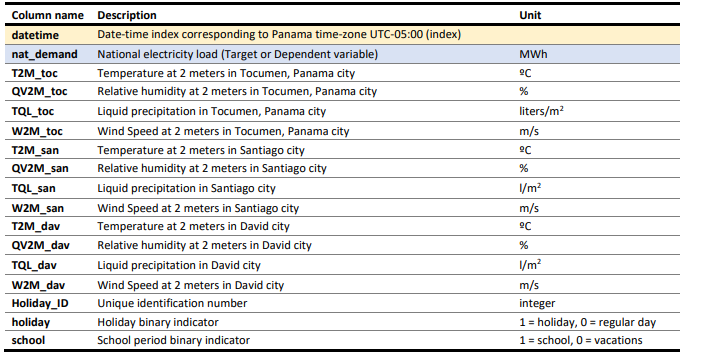 Column name Description Unit
datetime Date-time index corresponding to Panama time-zone UTC-05:00 (index)
nat_demand National electricity load (Target or Dependent variable) MWh
T2M_toc Temperature at 2 meters in Tocumen, Panama city ºC
QV2M_toc Relative humidity at 2 meters in Tocumen, Panama city %
TQL_toc Liquid precipitation in Tocumen, Panama city liters/m²
W2M_toc Wind Speed at 2 meters in Tocumen, Panama city m/s
T2M_san Temperature at 2 meters in Santiago city ºC
QV2M_san Relative humidity at 2 meters in Santiago city %
TQL_san Liquid precipitation in Santiago city l/m²
W2M_san Wind Speed at 2 meters in Santiago city m/s
T2M_dav Temperature at 2 meters in David city ºC
QV2M_dav Relative humidity at 2 meters in David city %
TQL_dav Liquid precipitation in David city l/m²
W2M_dav Wind Speed at 2 meters in David city m/s
Holiday_ID Unique identification number integer
holiday Holiday binary indicator 1 = holiday, 0 = regular day
school School period binary indicator 1 = school, 0 = vacations